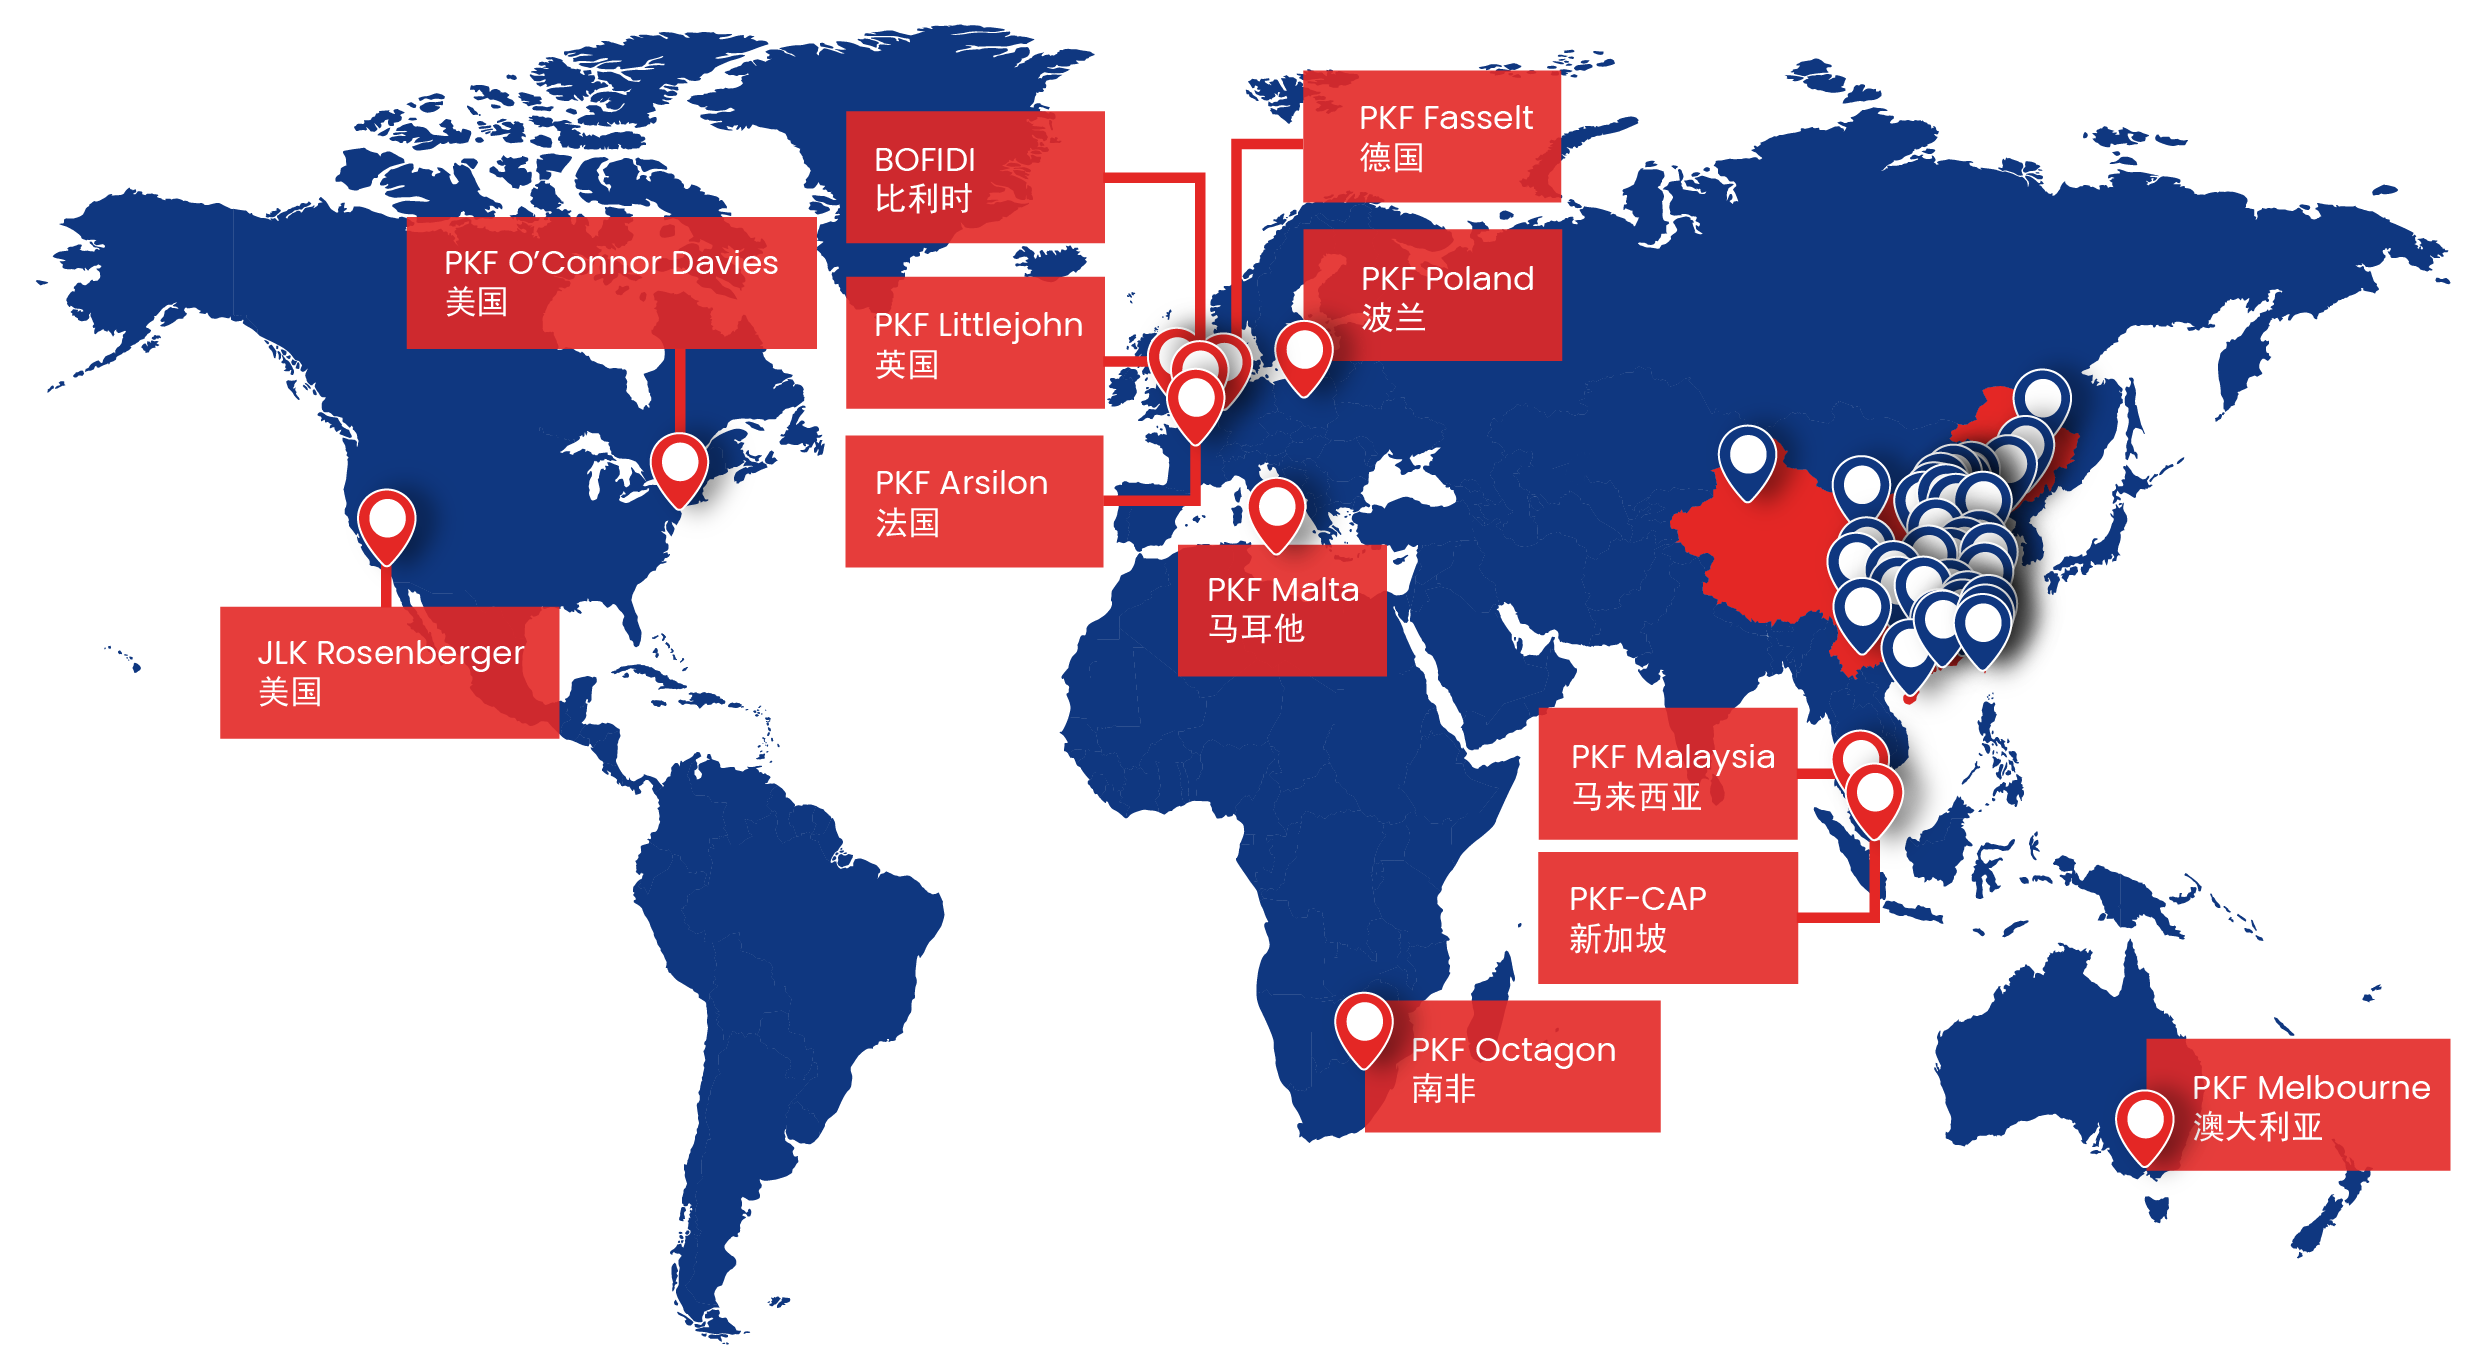 PKF Fasselt
德国
BOFIDI
比利时
PKF O’Connor Davies
美国
PKF Poland
波兰
PKF Littlejohn
英国
PKF Arsilon
法国
PKF Malta
马耳他
JLK Rosenberger
美国
PKF Malaysia
马来西亚
PKF-CAP
新加坡
PKF Octagon
南非
PKF Melbourne
澳大利亚